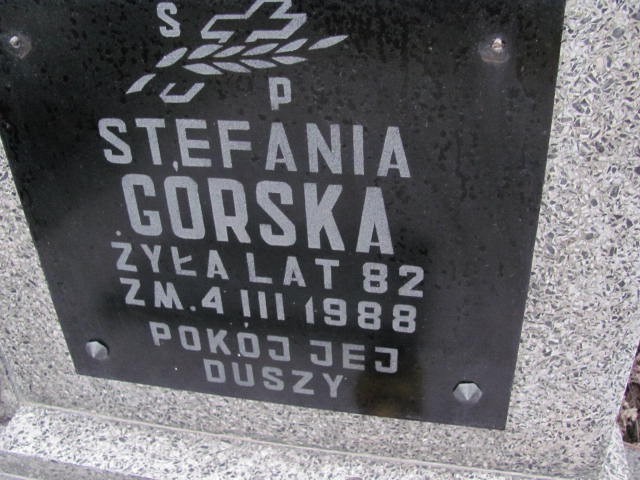 S P
STEFANIA
GÓRSKA
ŻYŁA LAT 82
ZM. 4 III 1988
POKÓJ JEJ
DUSZY